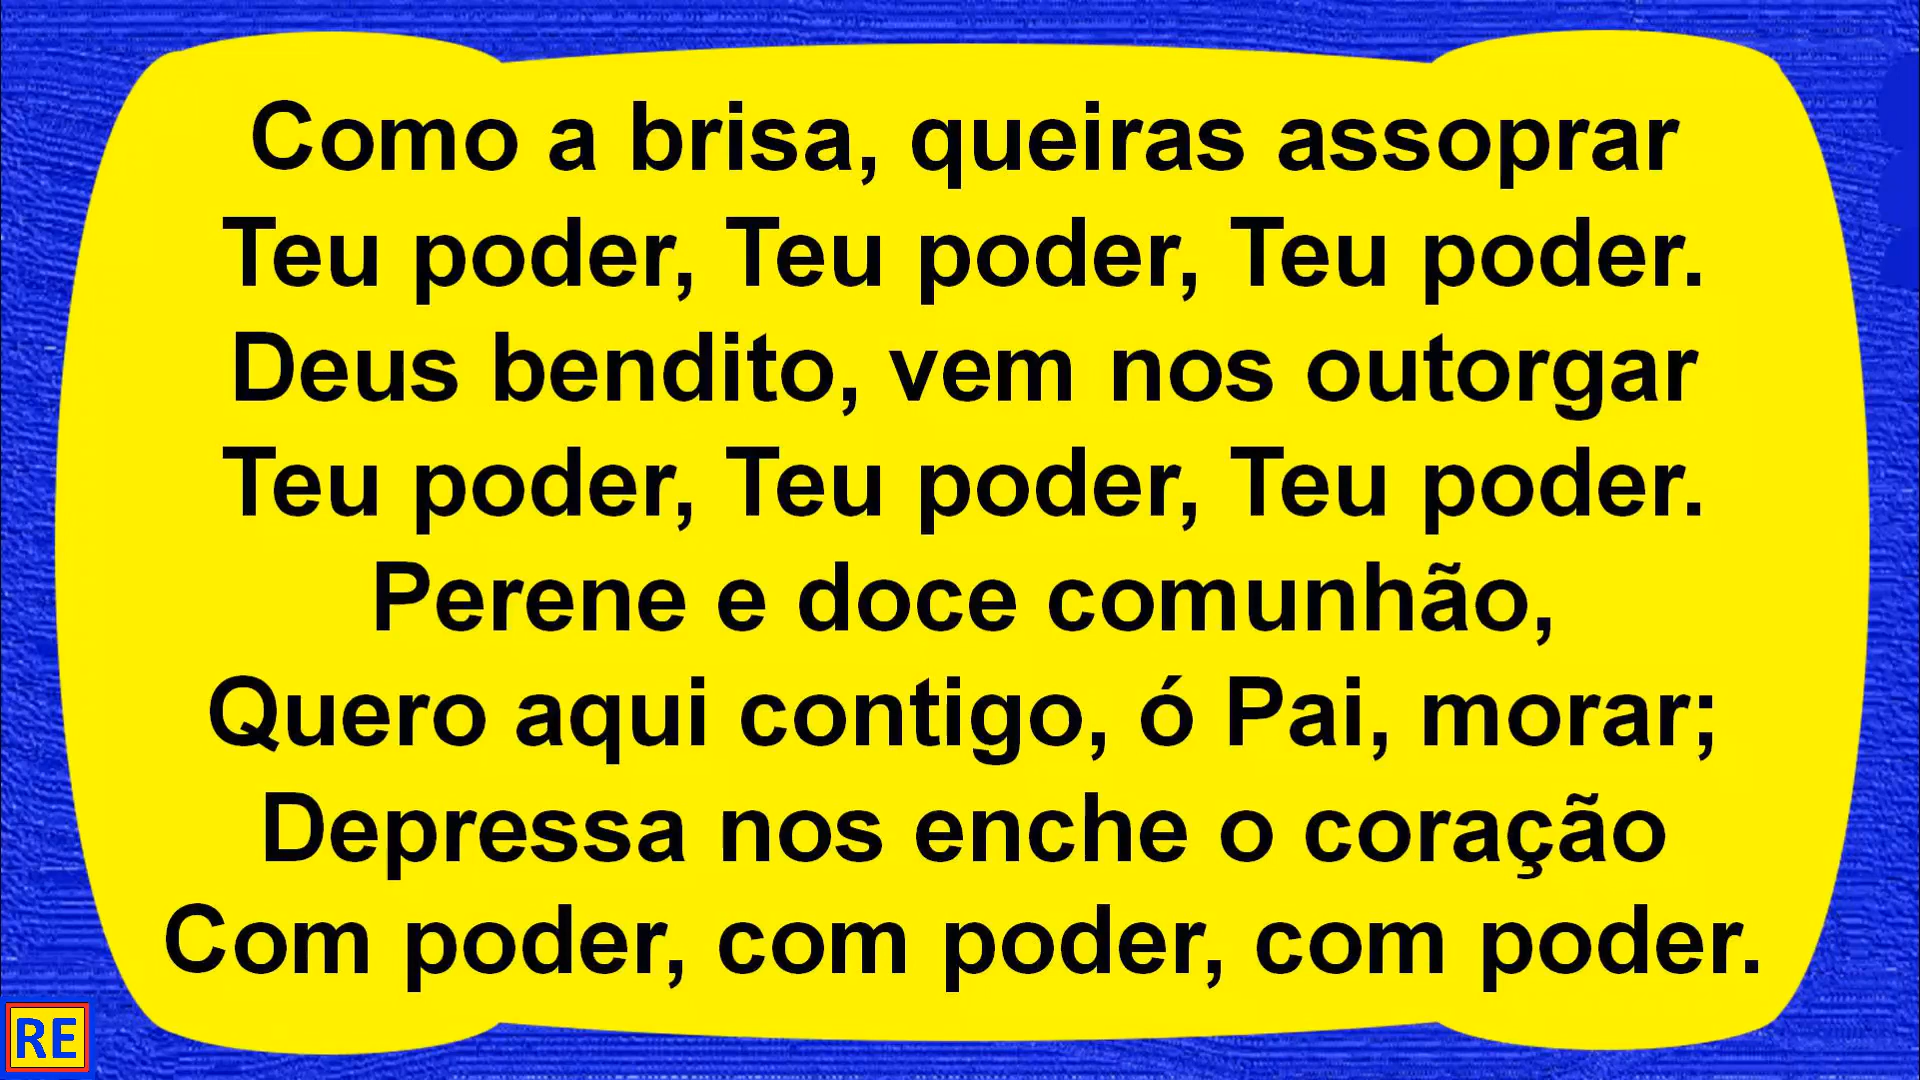 Como a brisa, queiras assoprar
Teu poder, Teu poder, Teu poder.
Deus bendito, vem nos outorgar
Teu poder, Teu poder, Teu poder.
Perene e doce comunhão,
Quero aqui contigo, ó Pai, morar;
Depressa nos enche o coração
Com poder, com poder, com poder.
RE